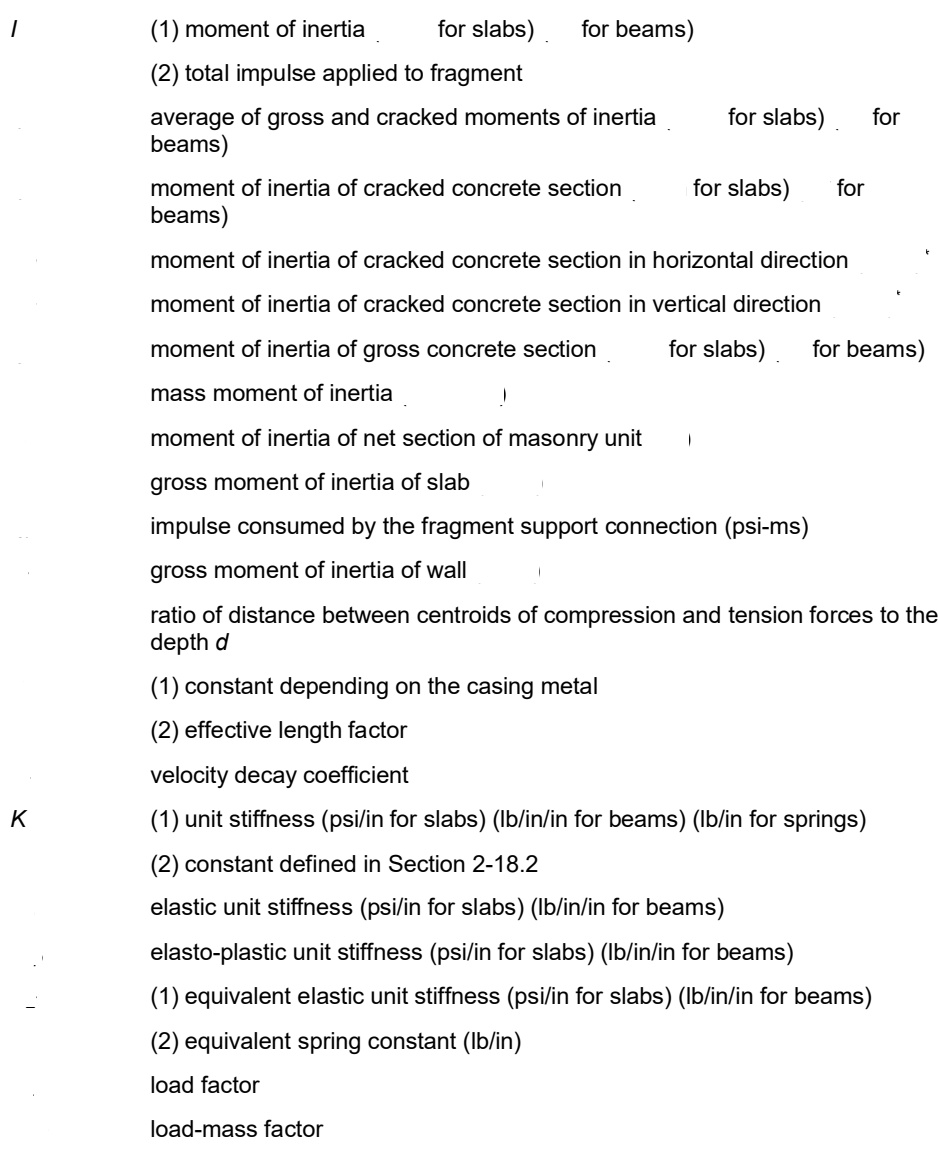 I (1) moment of inertia for slabs) for beams)
(2) total impulse applied to fragment
average of gross and cracked moments of inertia for slabs) for
beams)
moment of inertia of cracked concrete section for slabs) for
beams)
moment of inertia of cracked concrete section in horizontal direction
moment of inertia of cracked concrete section in vertical direction
moment of inertia of gross concrete section for slabs) for beams)
mass moment of inertia )
moment of inertia of net section of masonry unit )
gross moment of inertia of slab
impulse consumed by the fragment support connection (psi-ms)
gross moment of inertia of wall
ratio of distance between centroids of compression and tension forces to the
depth d
(1) constant depending on the casing metal
(2) effective length factor
velocity decay coefficient
K (1) unit stiffness (psi/in for slabs) (lb/in/in for beams) (lb/in for springs)
(2) constant defined in Section 2-18.2
elastic unit stiffness (psi/in for slabs) (lb/in/in for beams)
elasto-plastic unit stiffness (psi/in for slabs) (lb/in/in for beams)
(1) equivalent elastic unit stiffness (psi/in for slabs) (lb/in/in for beams)
(2) equivalent spring constant (lb/in)
load factor
load-mass factor